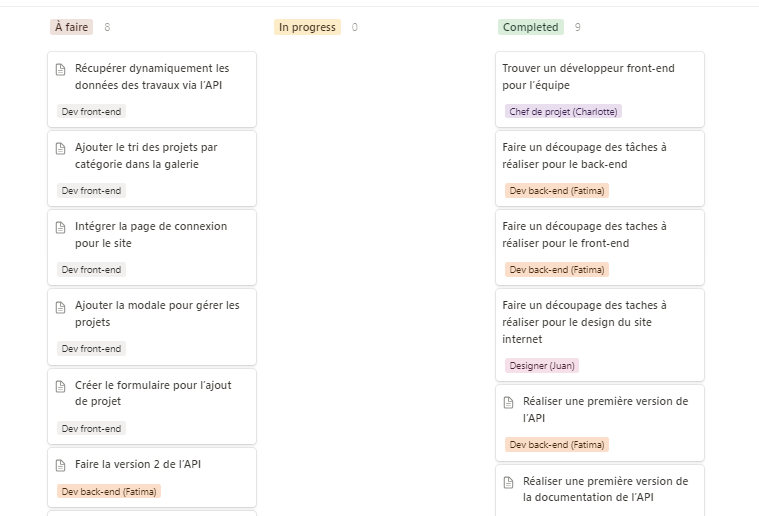 À faire 8
Récupérer dynamiquement les
données des travaux via l'API
Dev front-end
Ajouter le tri des projets par
catégorie dans la galerie
Dev front-end
Intégrer la page de connexion
pour le site
Dev front-end
Ajouter la modale pour gérer les
projets
Dev front-end
Créer le formulaire pour l'ajout
de projet
Dev front-end
Faire la version 2 de l'API
Dev back-end (Fatima)
In progress 0
Completed 9
Trouver un développeur front-end
pour l'équipe
Chef de projet (Charlotte)
Faire un découpage des tâches à
réaliser pour le back-end
Dev back-end (Fatima)
Faire un découpage des taches à
réaliser pour le front-end
Dev back-end (Fatima)
Faire un découpage des taches à
réaliser pour le design du site
internet
Designer (Juan)
Réaliser une première version de
l'API
Dev back-end (Fatima)
Réaliser une première version de
la documentation de l'API